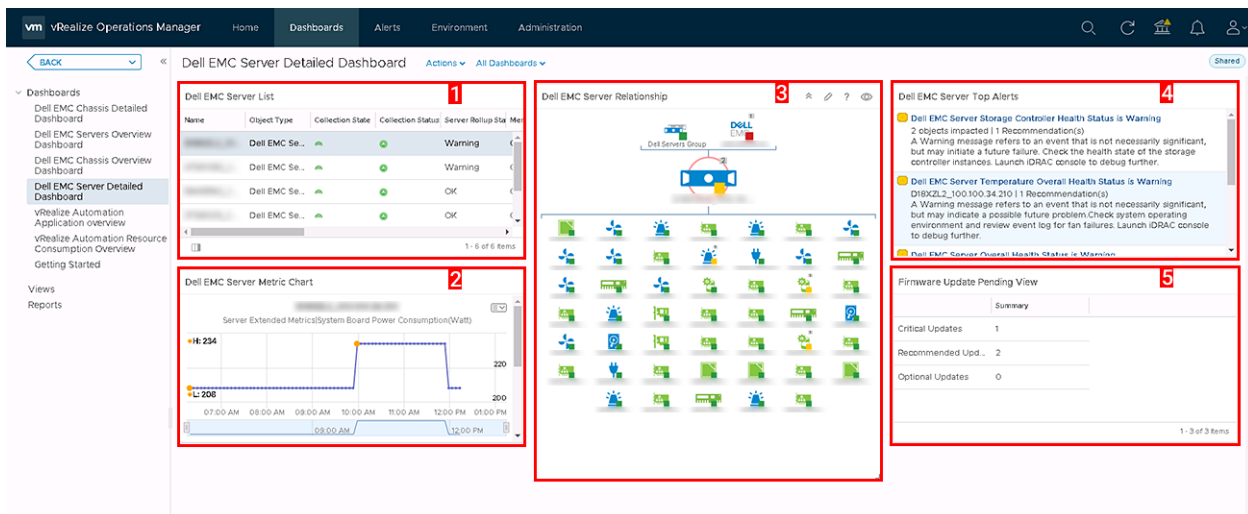 vm vRealize Operations Manager Home Dashboards Alerts Environment Administration
BACK
Dell EMC Server Detailed Dashboard Actions All Dashboards Shared
Dashboards
Dell EMC Chassis Detailed
Dashboard
Dell EMC Servers Overview
Dashboard
Dell EMC Chassis Overview
Dashboard
Dell EMC Server Detailed
Dashboard
vRealize Automation
Application overview
vRealize Automation Resource
Consumption Overview
Getting Started
Views
Reports
Dell EMC Server List 1
Name Object Type Collection State Collection Status Server Rollup Sta Mer
Dell EMC Se... Warning
Dell EMC Se... Warning
Dell EMC Se... OK
Dell EMC Se... OK
1 - 6 of 6 items
Dell EMC Server Metric Chart 2
Server Extended Metrics|System Board Power Consumption(Watt)
H: 234
220
L: 208
200
07:00 AM 08:00 AM 09:00 AM 10:00 AM 11:00 AM 12:00 PM 01:00 PM
09:00 AM 12:00 PM
Dell EMC Server Relationship 3
DELL
EMC
Dell Servers Group
Dell EMC Server Top Alerts 4
Dell EMC Server Storage Controller Health Status is Warning
2 objects impacted | 1 Recommendation(s)
A Warning message refers to an event that is not necessarily significant,
but may initiate a future failure. Check the health state of the storage
controller instances. Launch iDRAC console to debug further.
Dell EMC Server Temperature Overall Health Status is Warning
D18XZL2_100.100.34.210 | 1 Recommendation(s)
A Warning message refers to an event that is not necessarily significant,
but may indicate a possible future problem.Check system operating
environment and review event log for fan failures. Launch iDRAC console
to debug further.
Dell EMC Server Overall Health Status is Warning
Firmware Update Pending View 5
Summary
Critical Updates 1
Recommended Upd... 2
Optional Updates 0
1 - 3 of 3 items